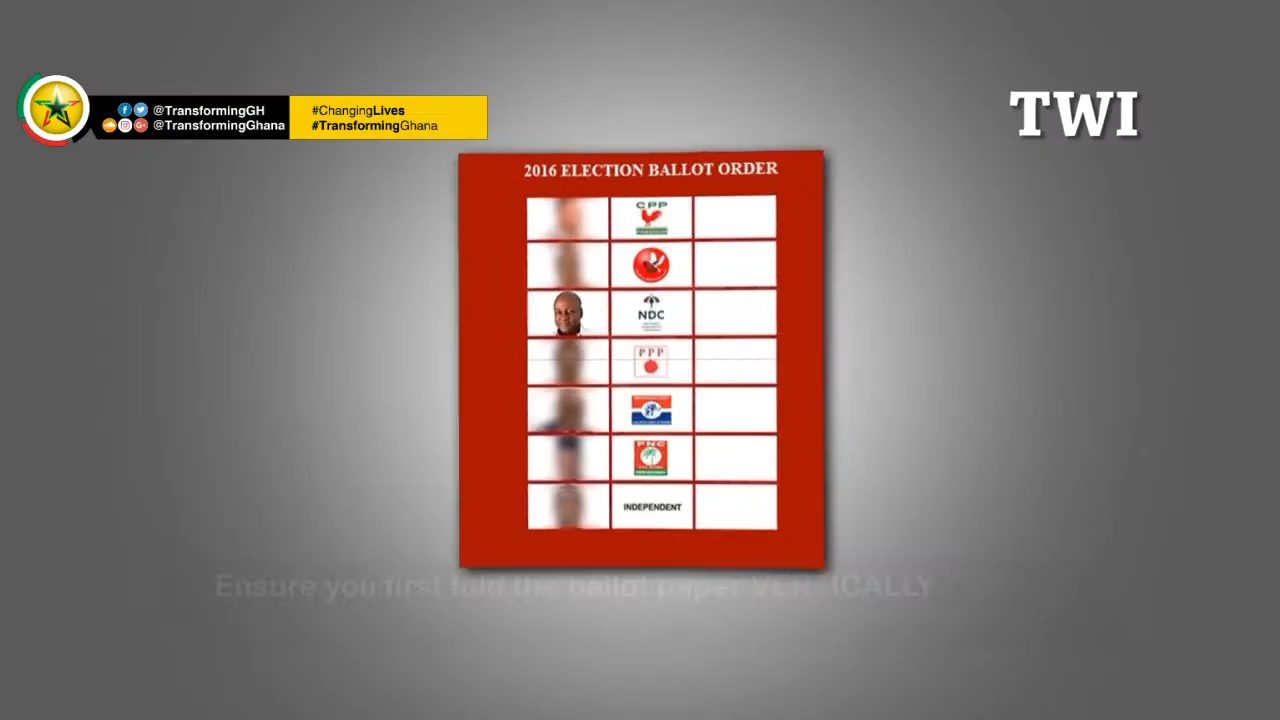 @TransformingGH
@TransformingGhana
#ChangingLives
#TransformingGhana
TWI
2016 ELECTION BALLOT ORDER
CPP
NDC
PPP
PNC
INDEPENDENT
Ensure you first fold the ballot paper